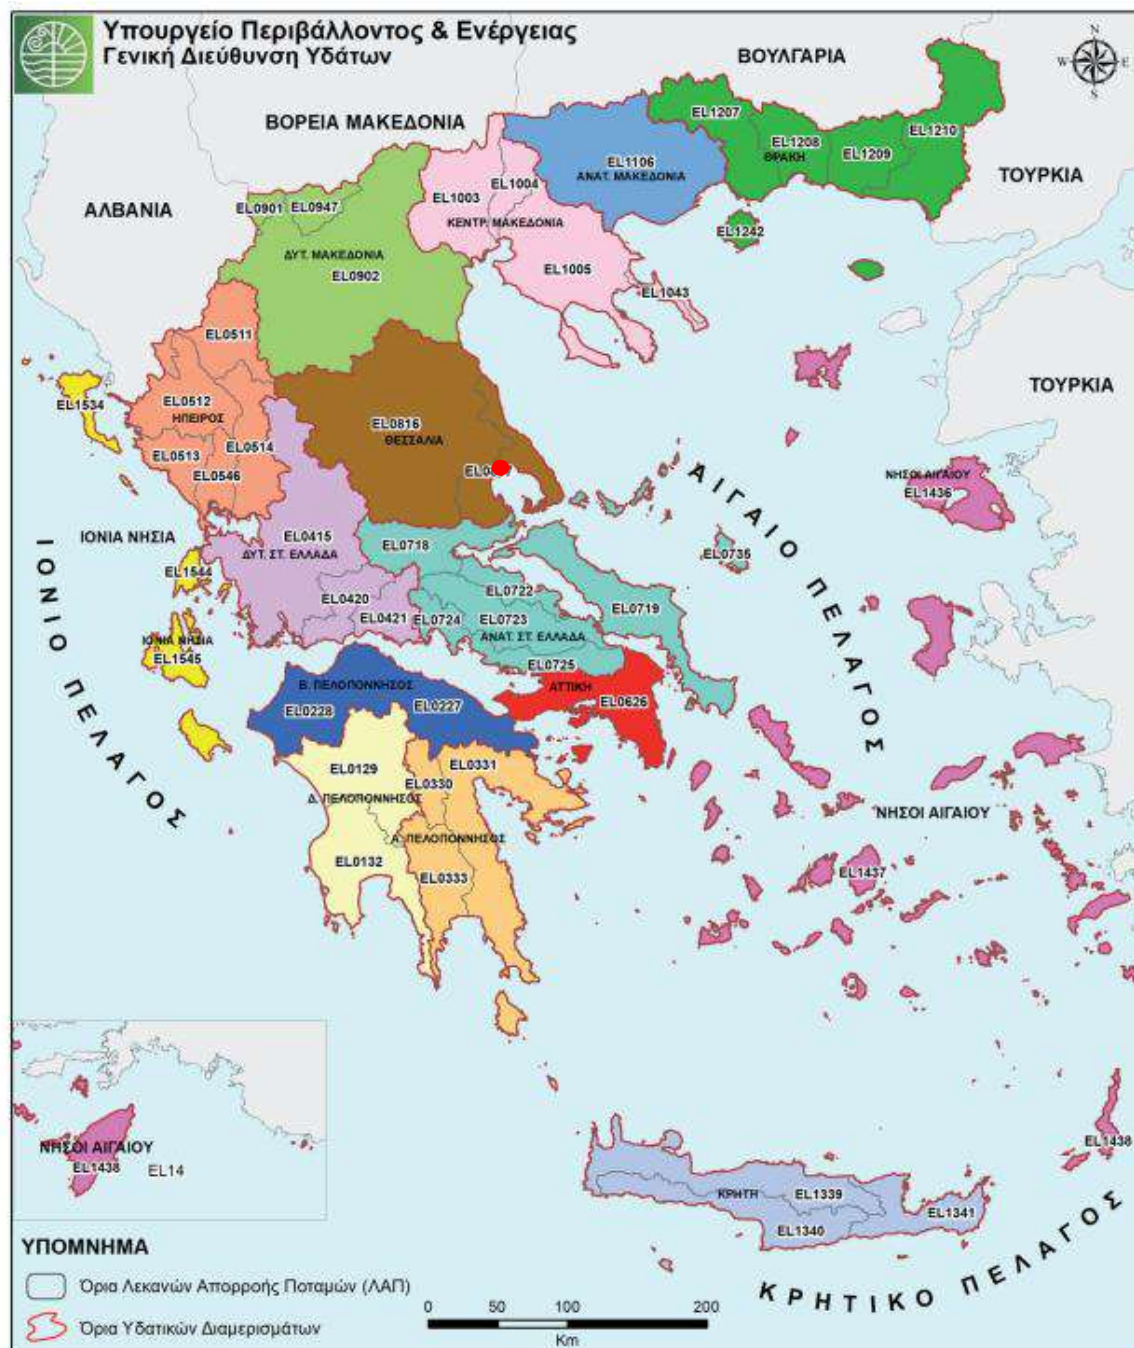 Υπουργείο Περιβάλλοντος & Ενέργειας
Γενική Διεύθυνση Υδάτων
N
W E
S
ΒΟΥΛΓΑΡΙΑ
ΒΟΡΕΙΑ ΜΑΚΕΔΟΝΙΑ
ΑΛΒΑΝΙΑ
ΤΟΥΡΚΙΑ
EL1207
EL1208
ΘΡΑΚΗ
EL1209
EL1210
EL1106
ΑΝΑΤ. ΜΑΚΕΔΟΝΙΑ
EL1003
EL1004
ΚΕΝΤΡ. ΜΑΚΕΔΟΝΙΑ
EL0901
EL0947
EL1242
ΔΥΤ. ΜΑΚΕΔΟΝΙΑ
EL0902
EL1005
EL1043
EL0511
ΤΟΥΡΚΙΑ
EL1534
EL0512
ΗΠΕΙΡΟΣ
EL0816
ΘΕΣΣΑΛΙΑ
EL0513
EL0514
EL0546
ΑΙΓΑΙΟ ΠΕΛΑΓΟΣ
ΝΗΣΟΙ ΑΙΓΑΙΟΥ
EL1436
ΙΟΝΙΑ ΝΗΣΙΑ
ΙΟΝΙΟ ΠΕΛΑΓΟΣ
EL0415
ΔΥΤ. ΣΤ. ΕΛΛΑΔΑ
EL0718
EL0735
EL1544
EL0420
EL0421
EL0722
EL0724
EL0723
ΑΝΑΤ. ΣΤ. ΕΛΛΑΔΑ
EL0719
ΙΟΝΙΑ ΝΗΣΙΑ
EL1545
EL0725
ΑΤΤΙΚΗ
EL0626
Β. ΠΕΛΟΠΟΝΝΗΣΟΣ
EL0228
EL0227
EL0129
EL0330
EL0331
Δ. ΠΕΛΟΠΟΝΝΗΣΟΣ
Α. ΠΕΛΟΠΟΝΝΗΣΟΣ
EL0132
EL0333
ΝΗΣΟΙ ΑΙΓΑΙΟΥ
EL1437
EL1438
ΝΗΣΟΙ ΑΙΓΑΙΟΥ
EL1438
EL14
ΚΡΗΤΗ
EL1339
EL1340
EL1341
ΚΡΗΤΙΚΟ ΠΕΛΑΓΟΣ
ΥΠΟΜΝΗΜΑ
Όρια Λεκανών Απορροής Ποταμών (ΛΑΠ)
Όρια Υδατικών Διαμερισμάτων
0 50 100 200
Km